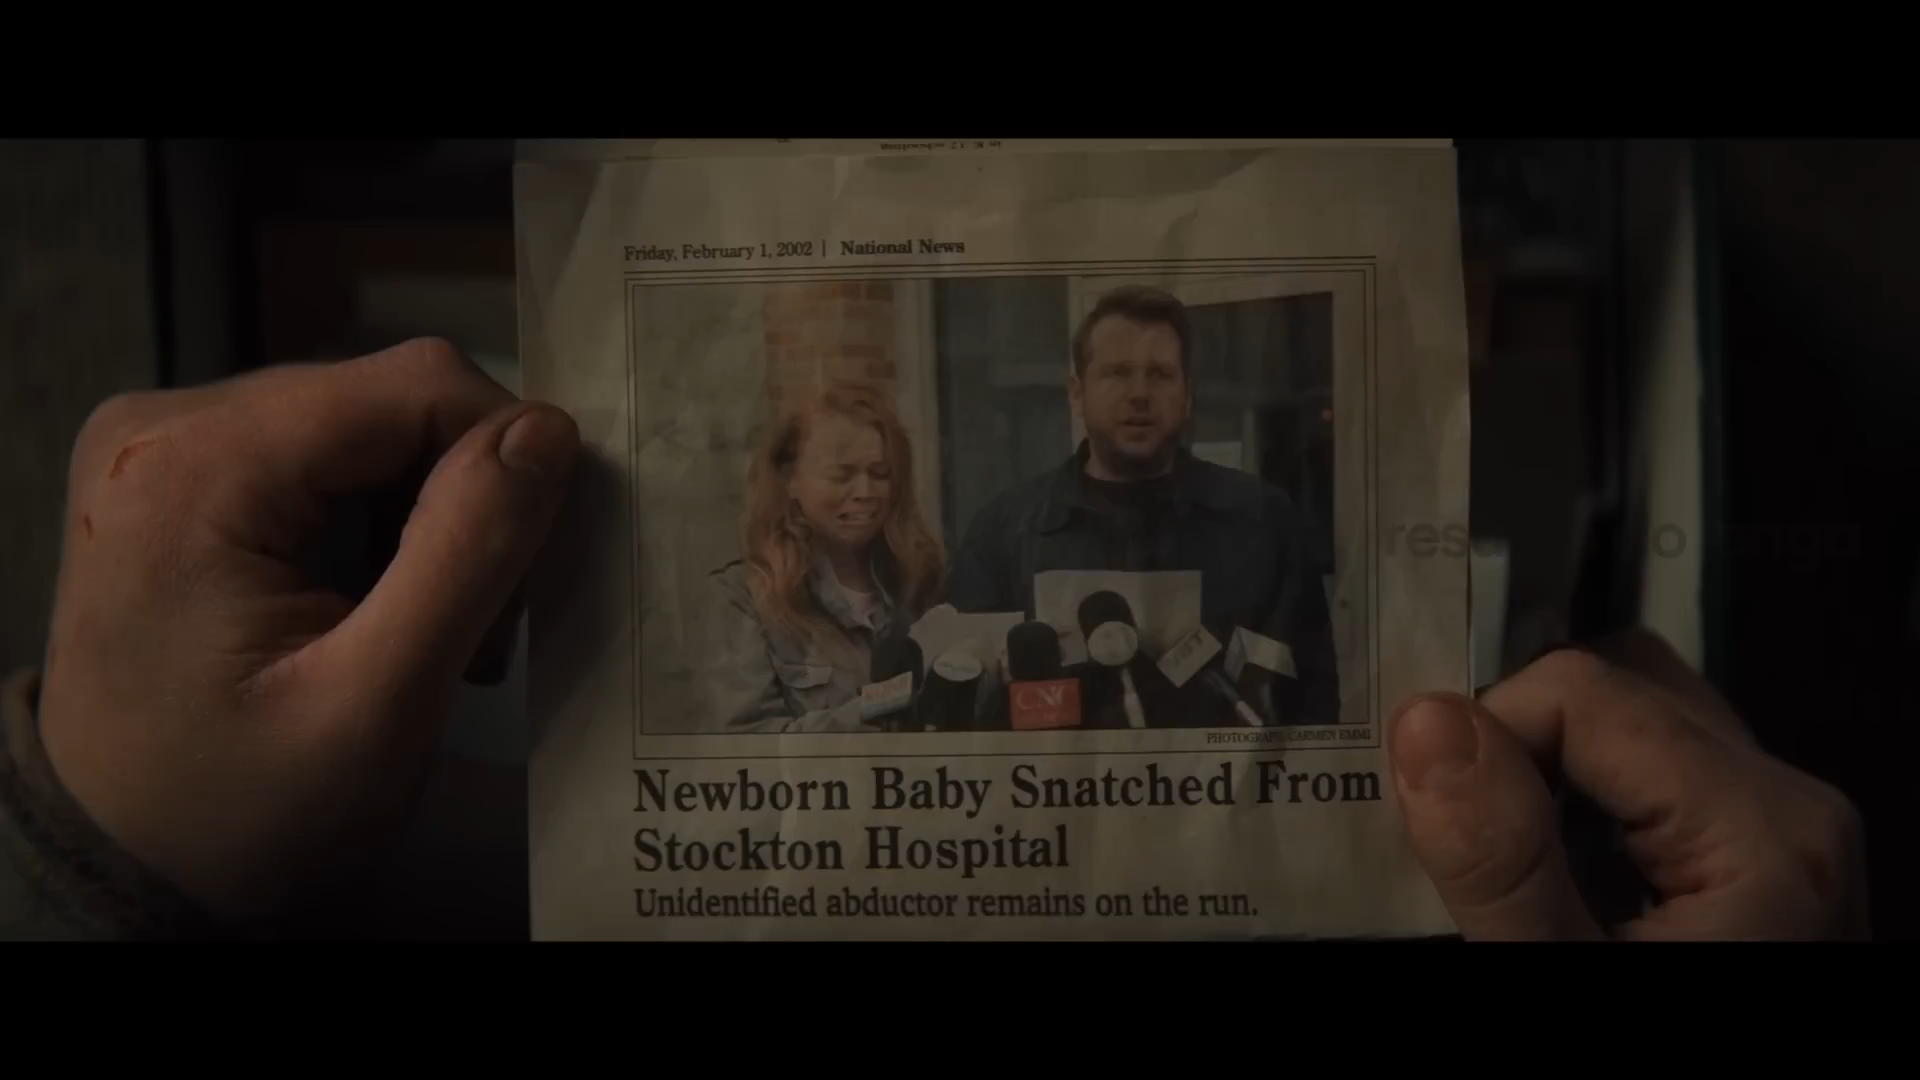 Friday, February 1, 2002 | National News
CNC
PHOTOGRAPH: CARMEN EMMI
Newborn Baby Snatched From
Stockton Hospital
Unidentified abductor remains on the run.